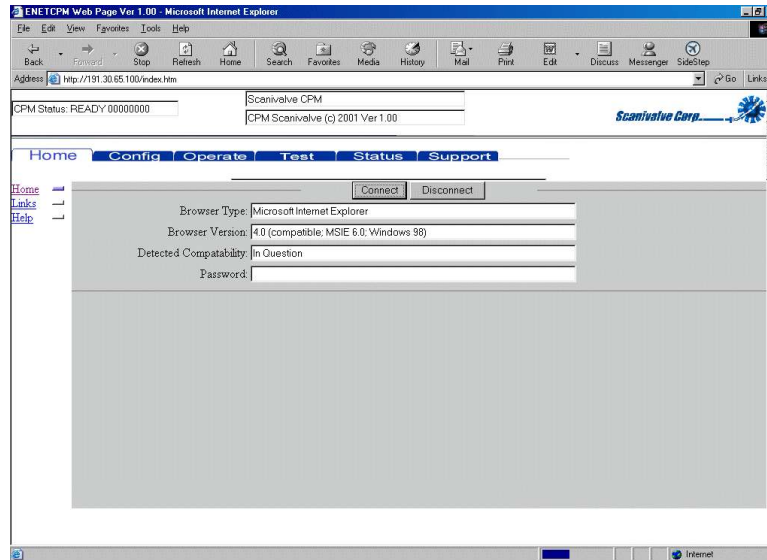 ENETCPM Web Page Ver 1.00 - Microsoft Internet Explorer
File Edit View Favorites Tools Help
Back Forward Stop Refresh Home Search Favorites Media History Mail Print Edit Discuss Messenger SideStep
Address http://191.30.65.100/index.htm Go Links
CPM Status: READY 00000000
Scanivalve CPM
CPM Scanivalve (c) 2001 Ver 1.00
Scanivalve Corp.
Home Config Operate Test Status Support
Home
Links
Help
Connect Disconnect
Browser Type: Microsoft Internet Explorer
Browser Version: 4.0 (compatible; MSIE 6.0; Windows 98)
Detected Compatability: In Question
Password:
Internet